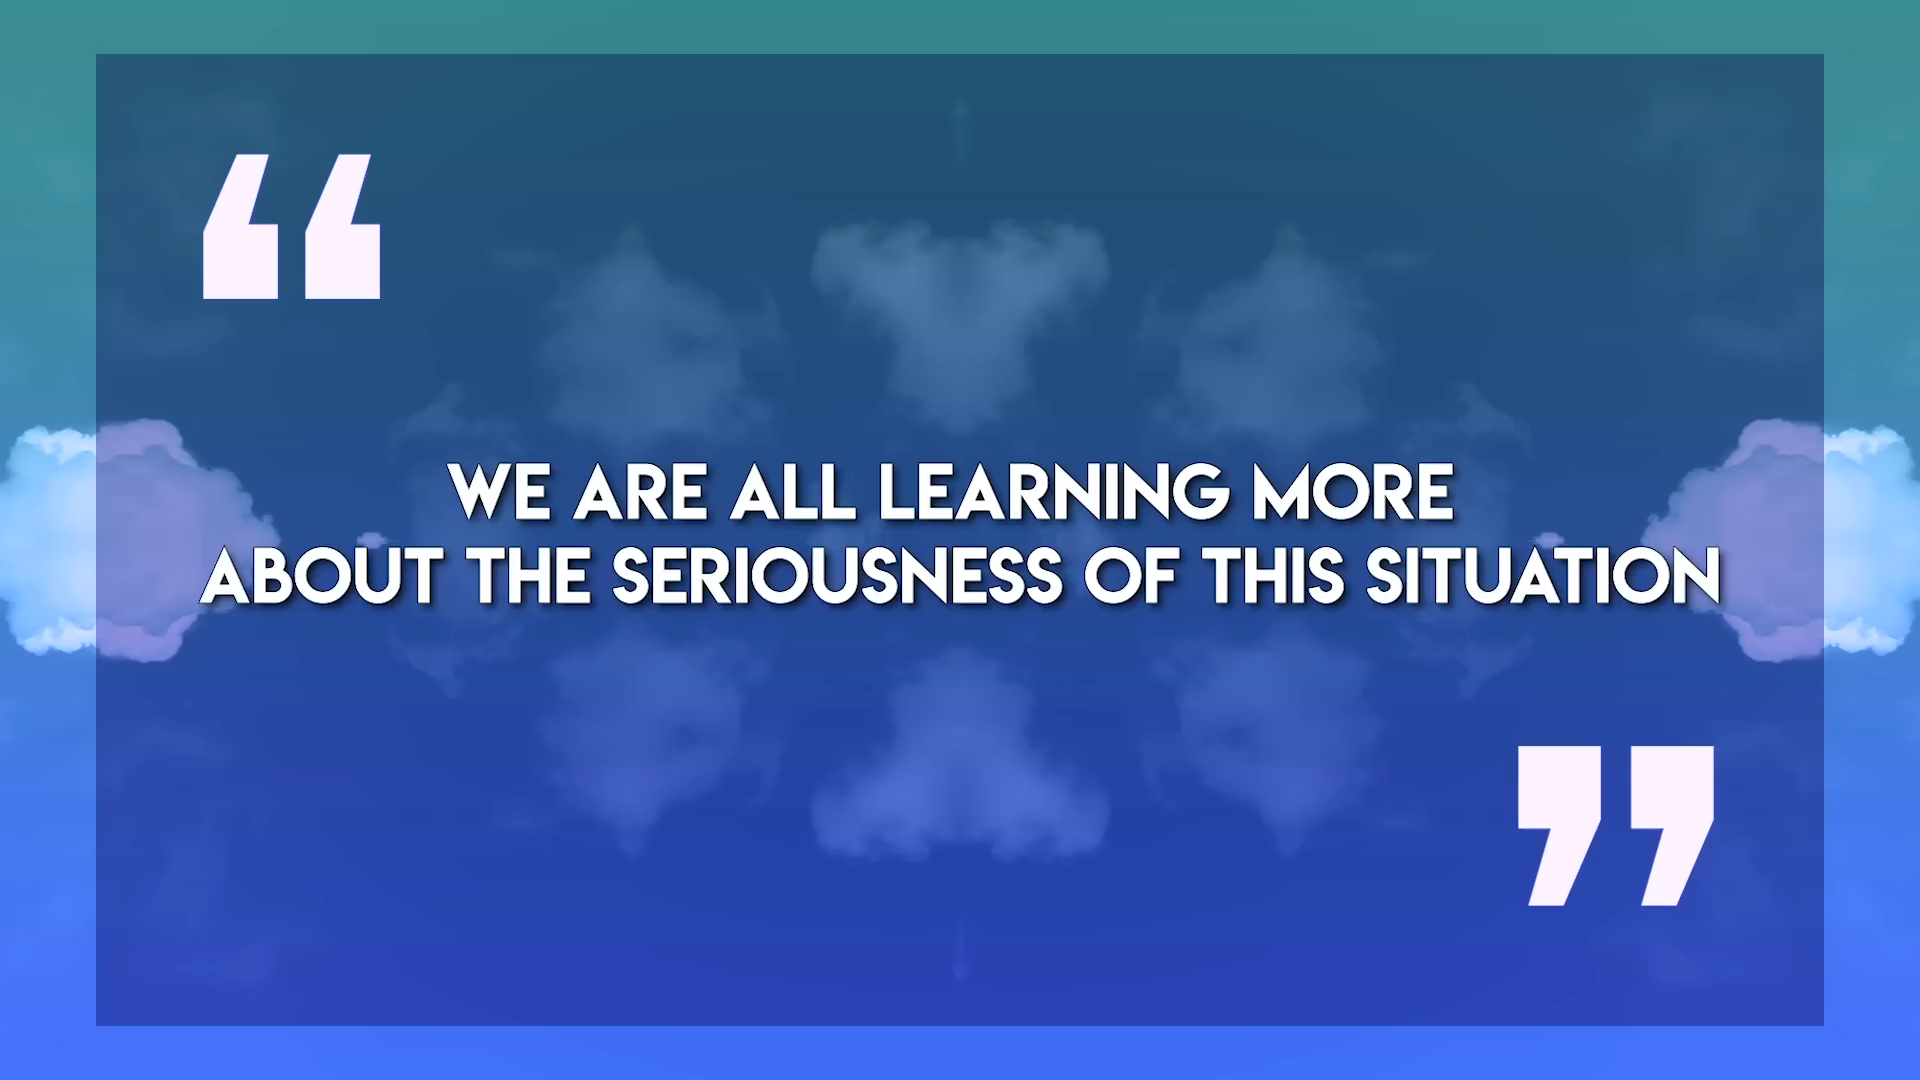 “
WE ARE ALL LEARNING MORE
ABOUT THE SERIOUSNESS OF THIS SITUATION
”